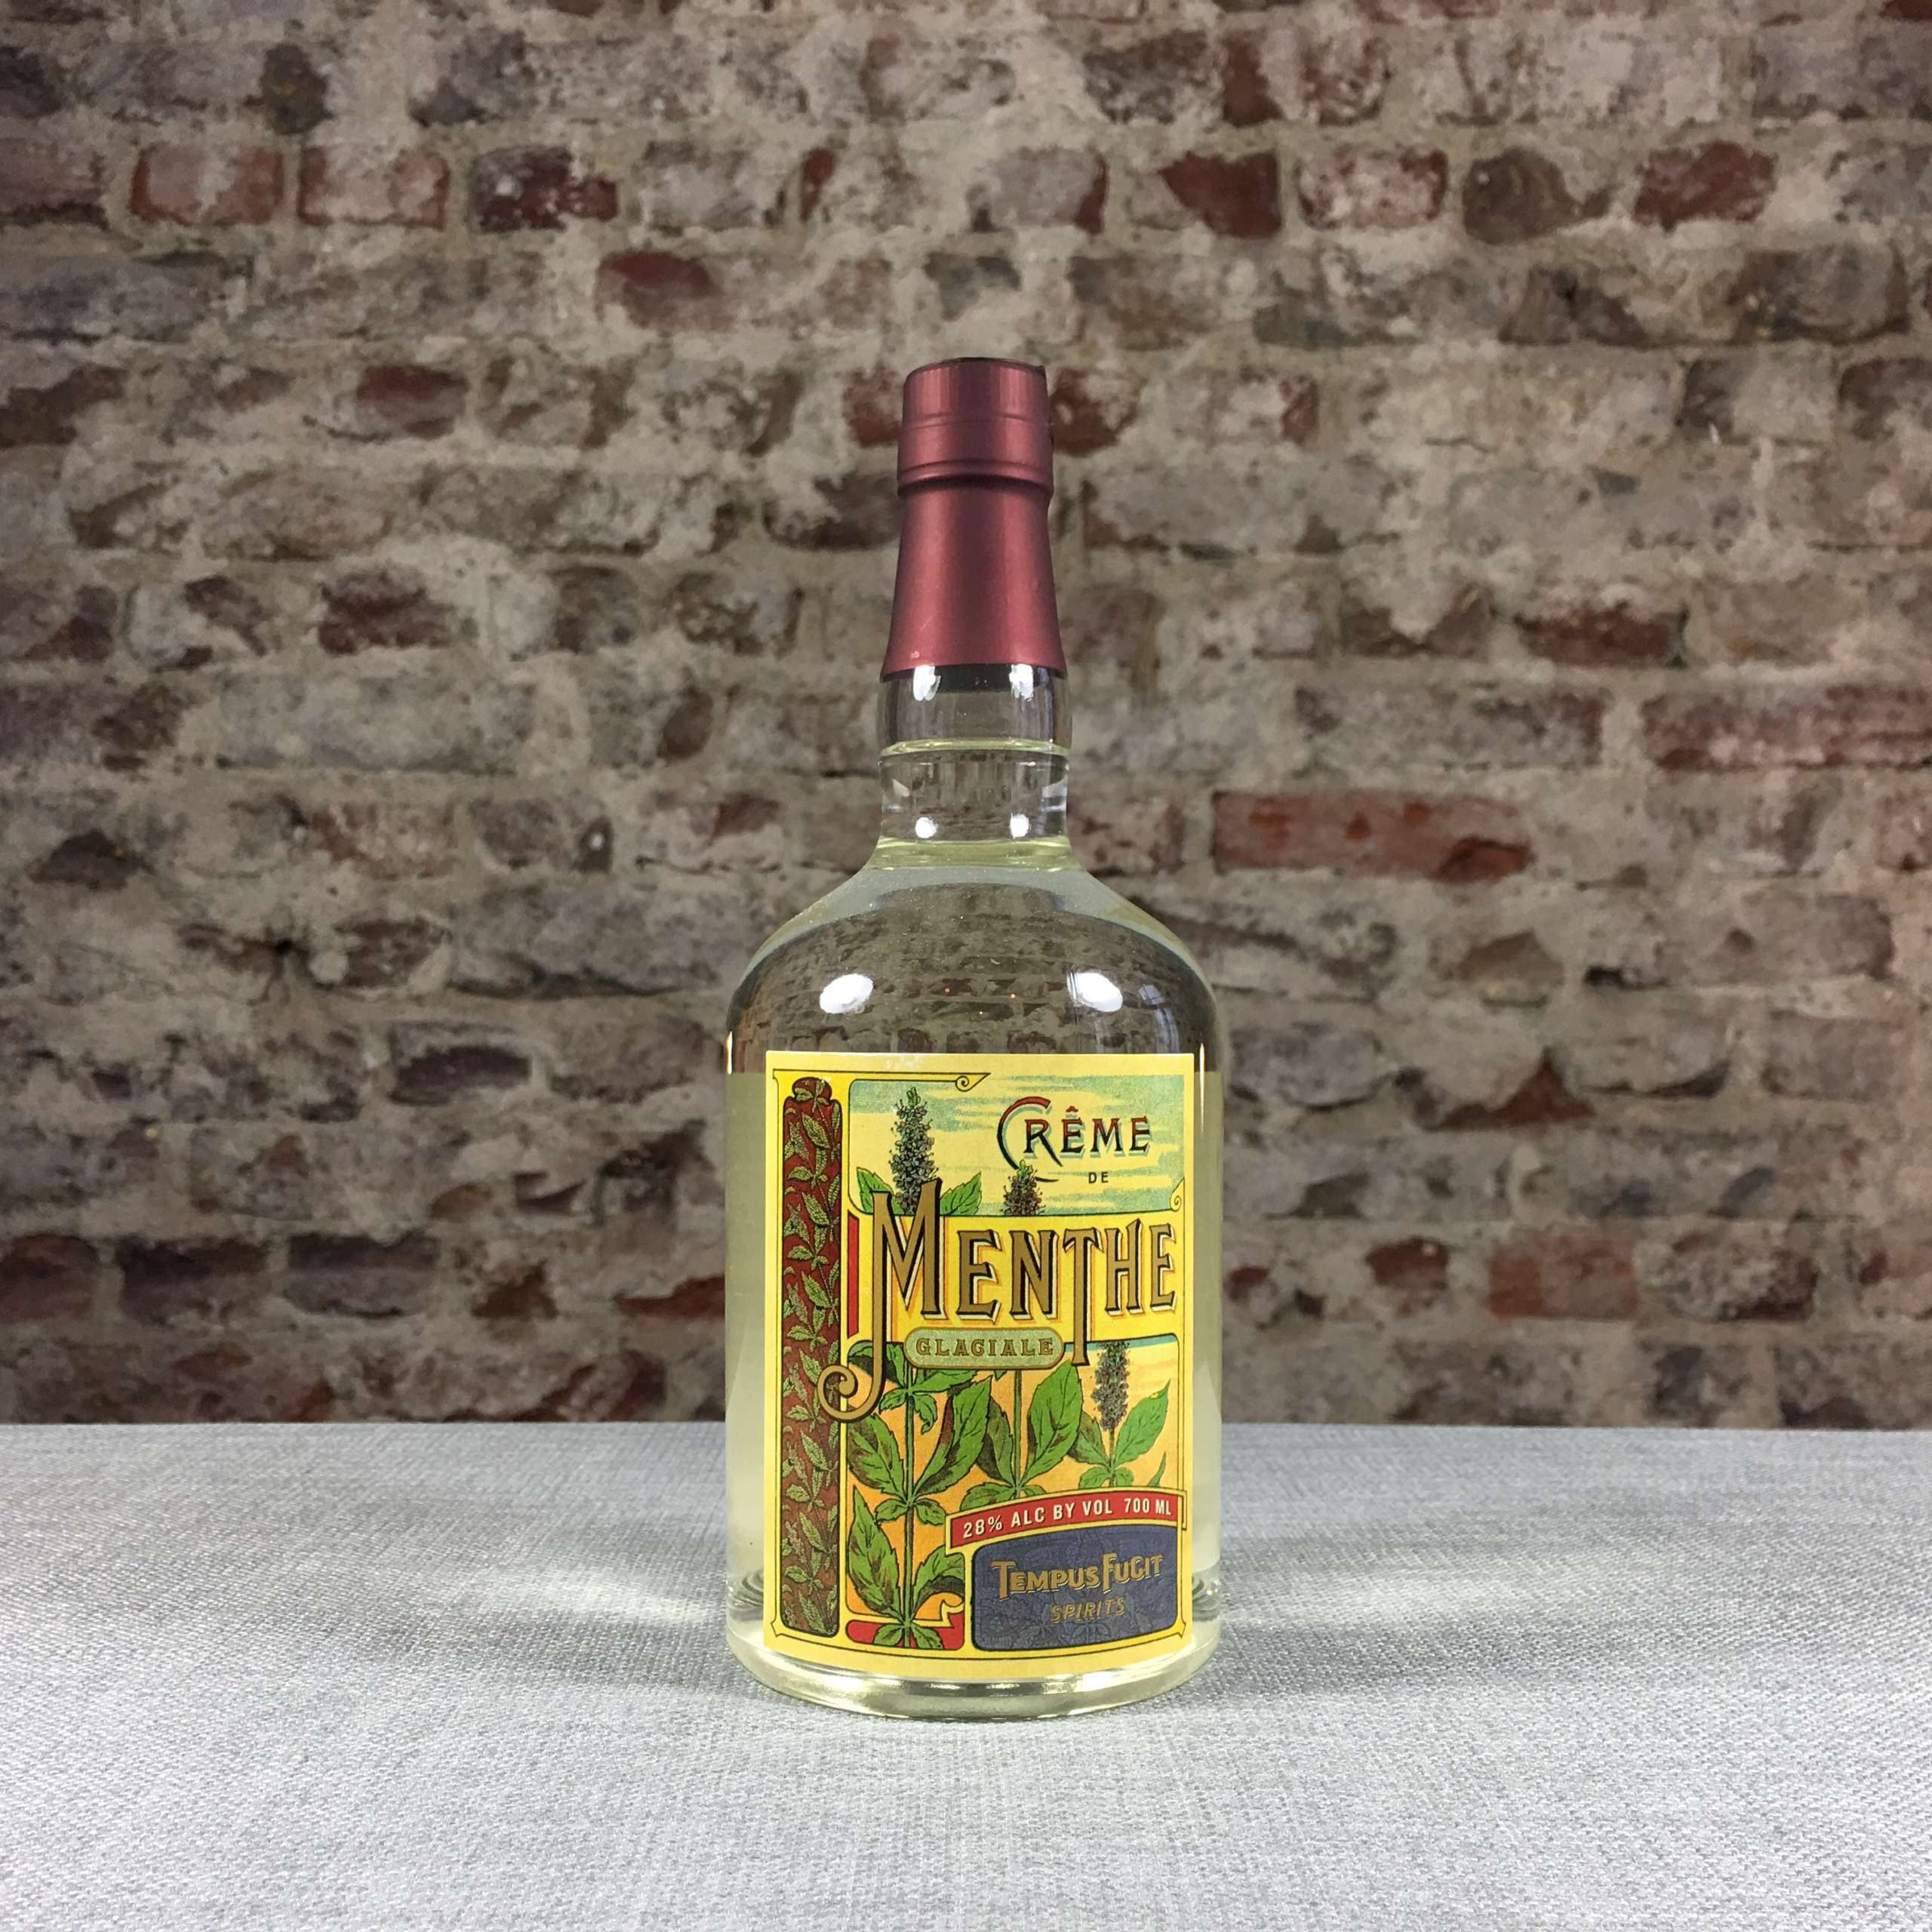 CRÊME
DE
MENTHE
GLACIALE
28% ALC BY VOL 700 ML
TEMPUS FUGIT
SPIRITS